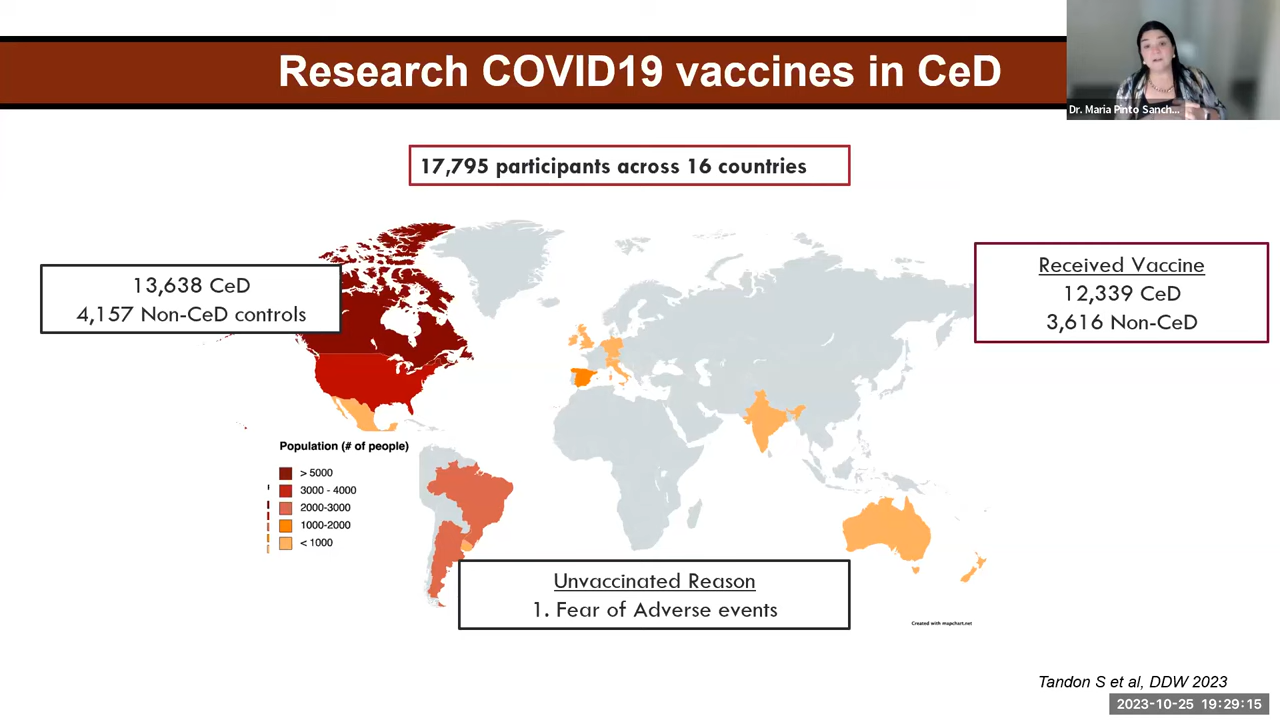 Research COVID19 vaccines in CeD
Dr. Maria Pinto Sanch...
17,795 participants across 16 countries
13,638 CeD
4,157 Non-CeD controls
Received Vaccine
12,339 CeD
3,616 Non-CeD
Population (# of people)
> 5000
3000 - 4000
2000-3000
1000-2000
< 1000
Unvaccinated Reason
1. Fear of Adverse events
Created with mapchart.net
Tandon S et al, DDW 2023
2023-10-25 19:29:15